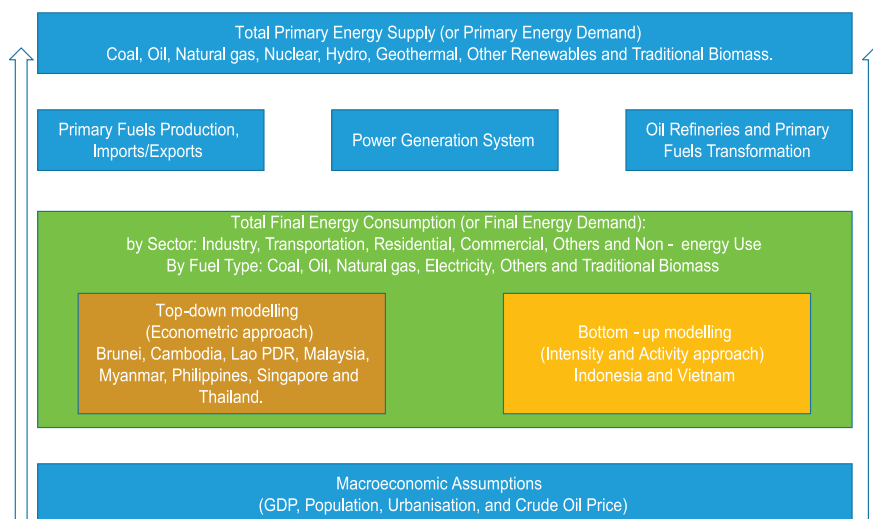 Total Primary Energy Supply (or Primary Energy Demand)
Coal, Oil, Natural gas, Nuclear, Hydro, Geothermal, Other Renewables and Traditional Biomass.
Primary Fuels Production,
Imports/Exports
Power Generation System
Oil Refineries and Primary
Fuels Transformation
Total Final Energy Consumption (or Final Energy Demand):
by Sector: Industry, Transportation, Residential, Commercial, Others and Non - energy Use
By Fuel Type: Coal, Oil, Natural gas, Electricity, Others and Traditional Biomass
Top-down modelling
(Econometric approach)
Brunei, Cambodia, Lao PDR, Malaysia,
Myanmar, Philippines, Singapore and
Thailand.
Bottom - up modelling
(Intensity and Activity approach)
Indonesia and Vietnam
Macroeconomic Assumptions
(GDP, Population, Urbanisation, and Crude Oil Price)